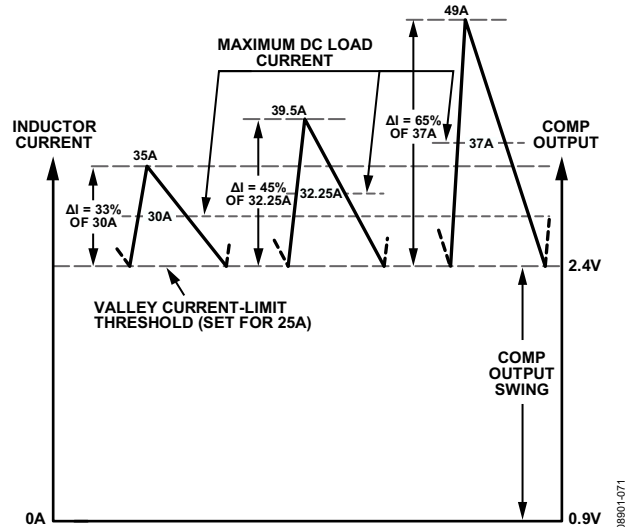 49A
MAXIMUM DC LOAD
CURRENT
INDUCTOR
CURRENT
39.5A
ΔI = 65%
OF 37A
COMP
OUTPUT
35A
ΔI = 45%
OF 32.25A
37A
ΔI = 33%
OF 30A
30A
32.25A
2.4V
VALLEY CURRENT-LIMIT
THRESHOLD (SET FOR 25A)
COMP
OUTPUT
SWING
0A
0.9V
08901-071